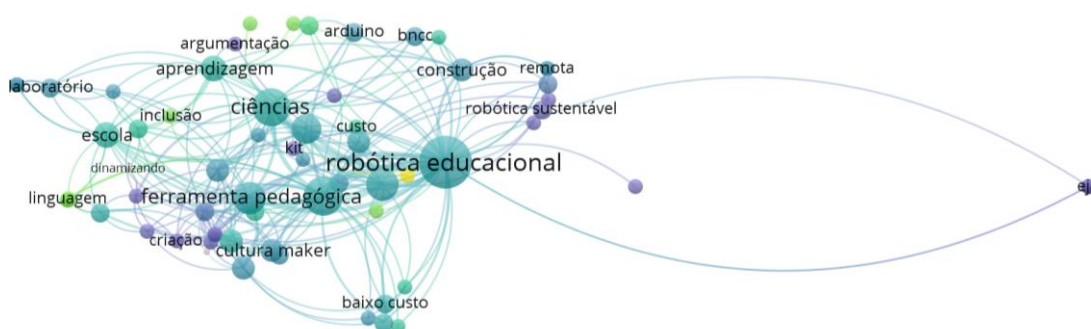 arduino
bncc
argumentação
aprendizagem
construção
remota
laboratório
ciências
robótica sustentável
inclusão
escola
custo
kit
robótica educacional
dinamizando
linguagem
ferramenta pedagógica
criação
cultura maker
baixo custo